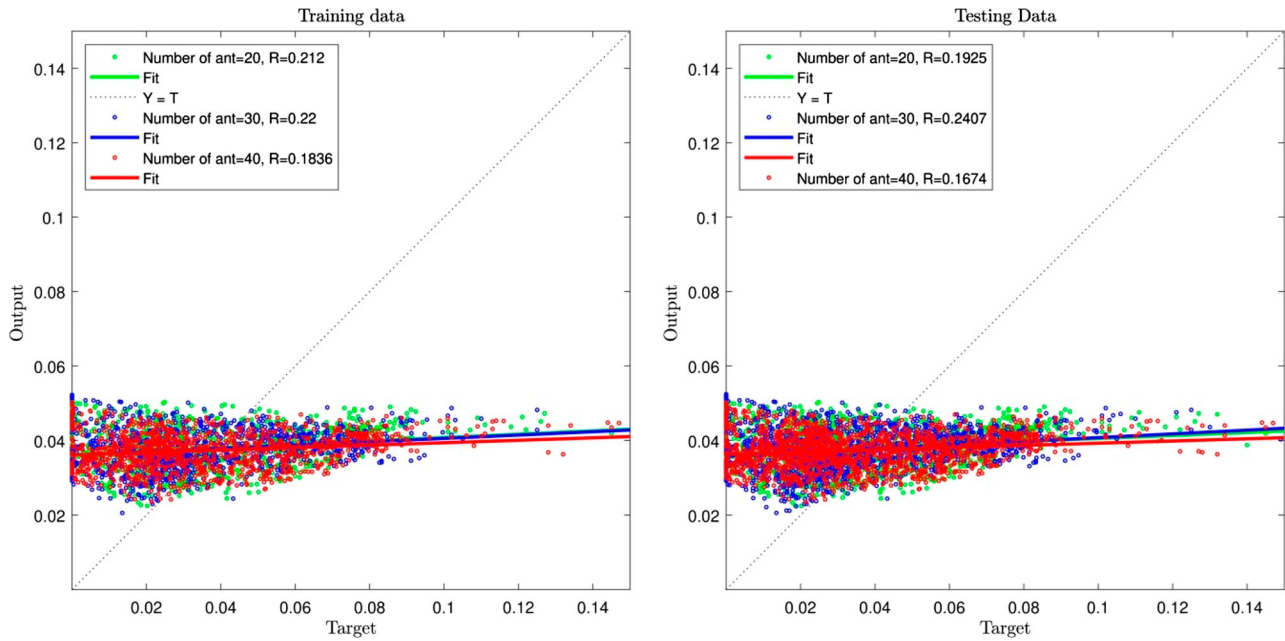 Training data
Number of ant=20, R=0.212
Fit
Y = T
Number of ant=30, R=0.22
Fit
Number of ant=40, R=0.1836
Fit
0.14
0.12
0.1
0.08
0.06
0.04
0.02
Output
0.02 0.04 0.06 0.08 0.1 0.12 0.14
Target
Testing Data
Number of ant=20, R=0.1925
Fit
Y = T
Number of ant=30, R=0.2407
Fit
Fit
Number of ant=40, R=0.1674
0.14
0.12
0.1
0.08
0.06
0.04
0.02
Output
0.02 0.04 0.06 0.08 0.1 0.12 0.14
Target